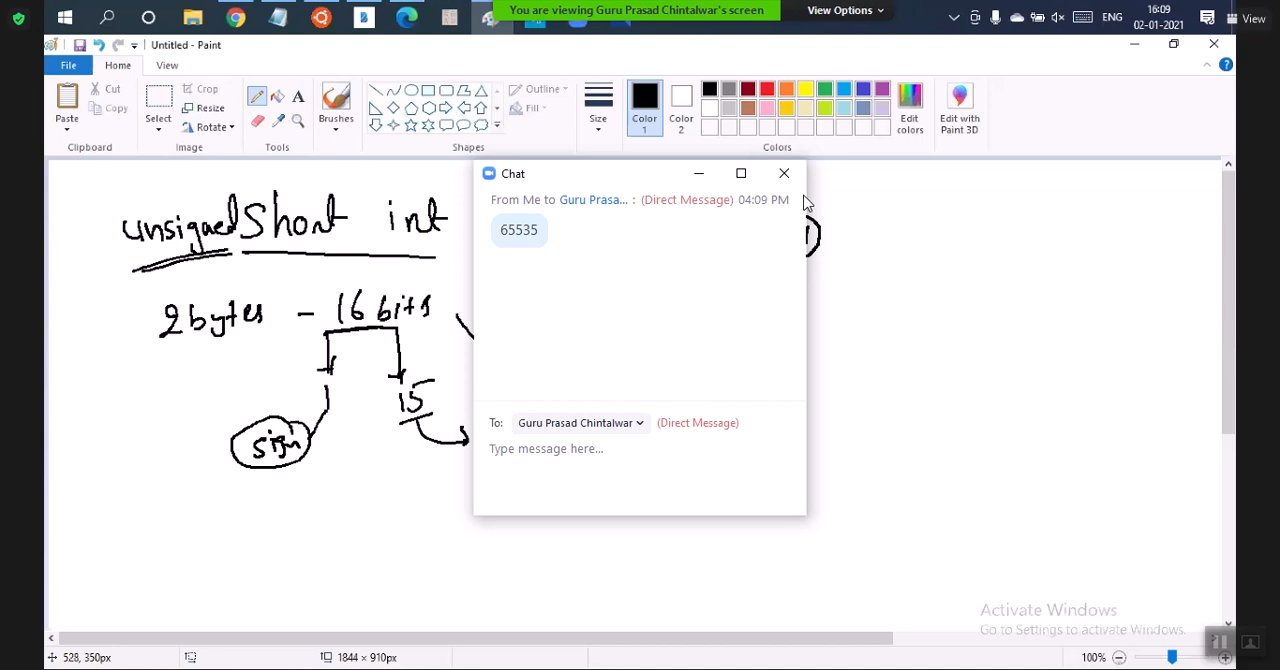 You are viewing Guru Prasad Chintalwar's screen
View Options
ENG
16:09
02-01-2021
View
Untitled - Paint
File
Home
View
Paste
Cut
Copy
Clipboard
Select
Crop
Resize
Rotate
Image
A
Tools
Brushes
Outline
Fill
Shapes
Size
Color 1
Color 2
Edit colors
Colors
Edit with Paint 3D
unsigned Short int
2 bytes - 16 bits
15
sign
Chat
From Me to Guru Prasa... : (Direct Message) 04:09 PM
65535
To: Guru Prasad Chintalwar (Direct Message)
Type message here...
Activate Windows
Go to Settings to activate Windows.
528, 350px
1844 × 910px
100%